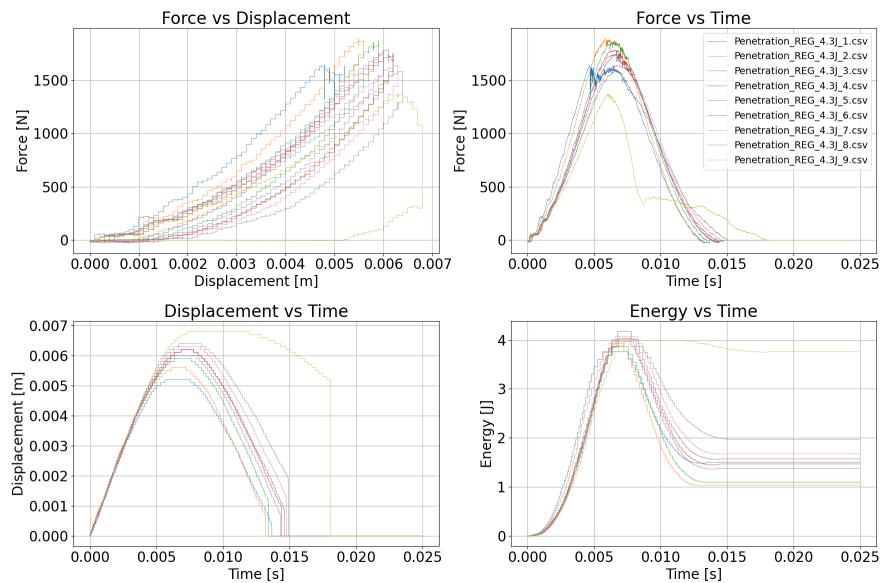 Force vs Displacement
Force [N]
1500
1000
500
0
0.000 0.001 0.002 0.003 0.004 0.005 0.006 0.007
Displacement [m]
Force vs Time
Force [N]
1500
1000
500
0
Penetration_REG_4.3J_1.csv
Penetration_REG_4.3J_2.csv
Penetration_REG_4.3J_3.csv
Penetration_REG_4.3J_4.csv
Penetration_REG_4.3J_5.csv
Penetration_REG_4.3J_6.csv
Penetration_REG_4.3J_7.csv
Penetration_REG_4.3J_8.csv
Penetration_REG_4.3J_9.csv
0.000 0.005 0.010 0.015 0.020 0.025
Time [s]
Displacement vs Time
Displacement [m]
0.007
0.006
0.005
0.004
0.003
0.002
0.001
0.000
0.000 0.005 0.010 0.015 0.020 0.025
Time [s]
Energy vs Time
Energy [J]
4
3
2
1
0
0.000 0.005 0.010 0.015 0.020 0.025
Time [s]